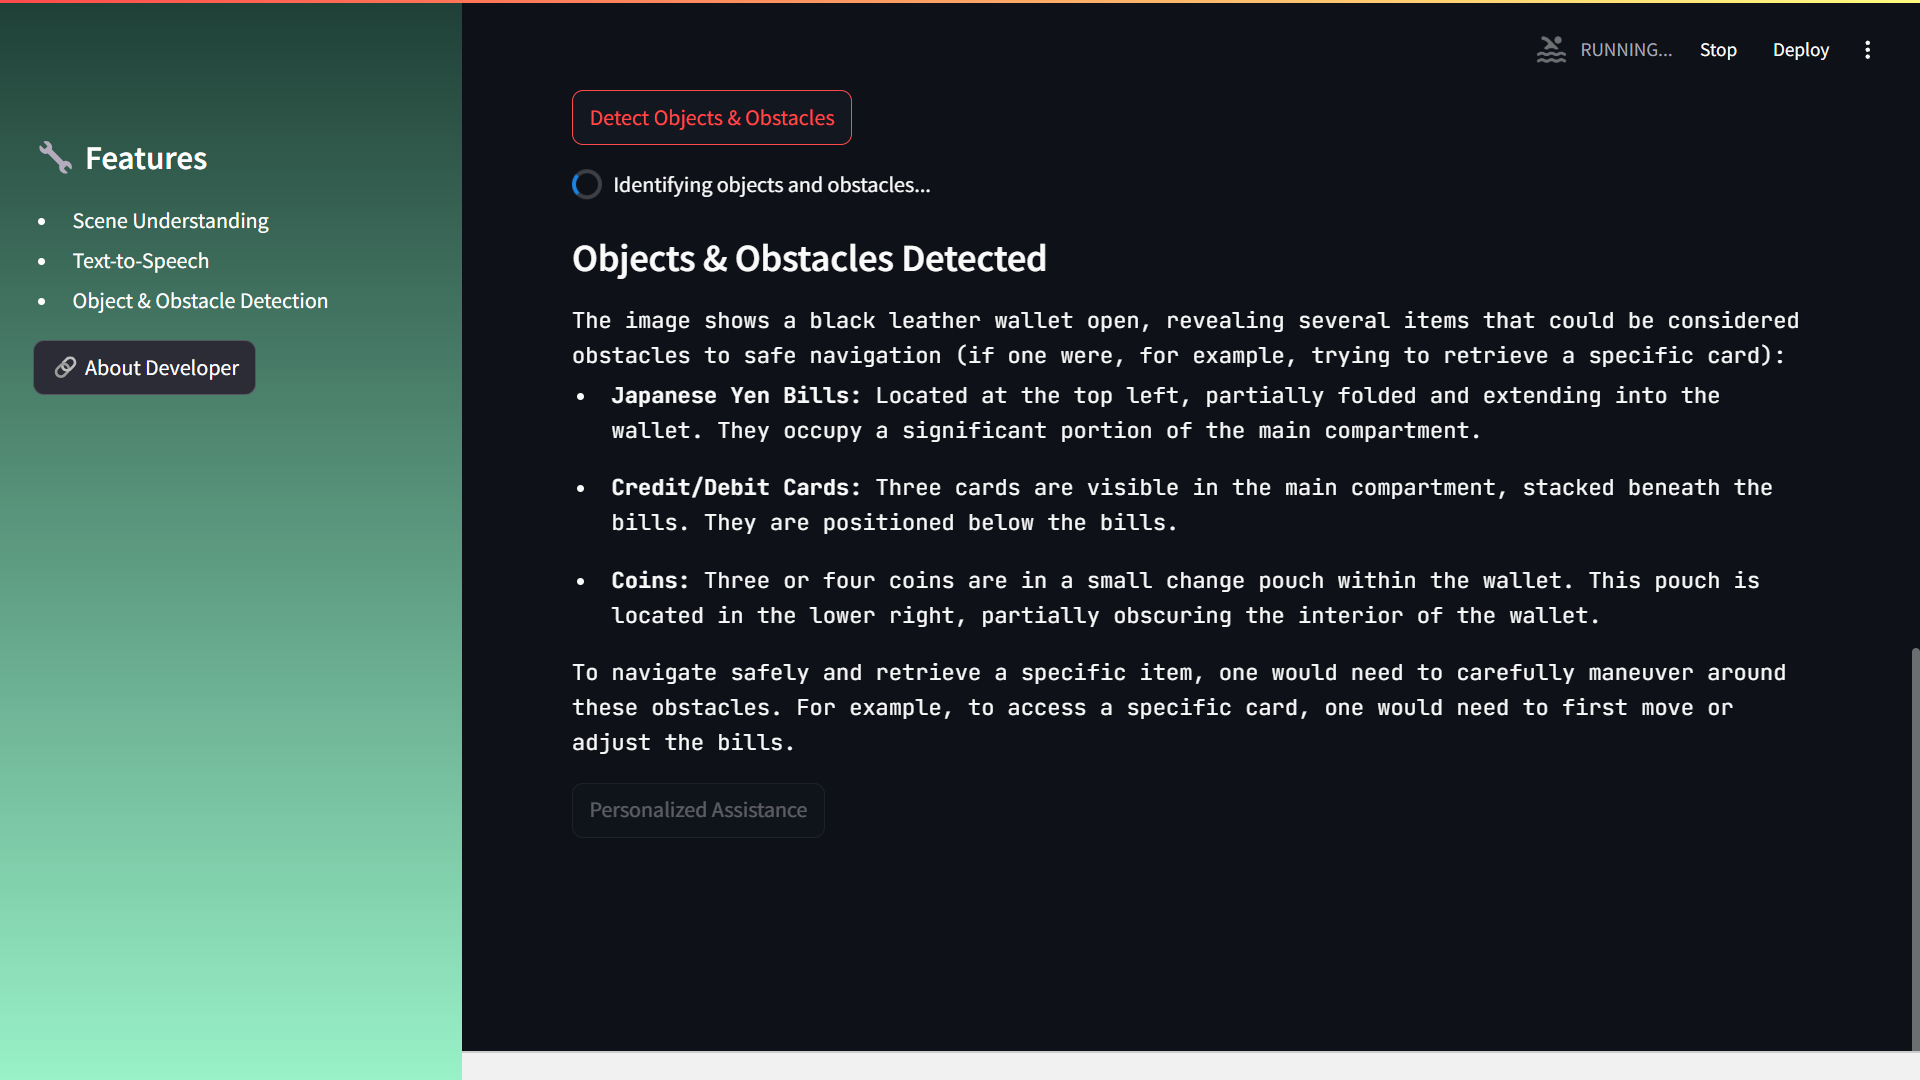 RUNNING...
Stop
Deploy
Features
Scene Understanding
Text-to-Speech
Object & Obstacle Detection
About Developer
Detect Objects & Obstacles
Identifying objects and obstacles...
Objects & Obstacles Detected
The image shows a black leather wallet open, revealing several items that could be considered
obstacles to safe navigation (if one were, for example, trying to retrieve a specific card):
Japanese Yen Bills: Located at the top left, partially folded and extending into the
wallet. They occupy a significant portion of the main compartment.
Credit/Debit Cards: Three cards are visible in the main compartment, stacked beneath the
bills. They are positioned below the bills.
Coins: Three or four coins are in a small change pouch within the wallet. This pouch is
located in the lower right, partially obscuring the interior of the wallet.
To navigate safely and retrieve a specific item, one would need to carefully maneuver around
these obstacles. For example, to access a specific card, one would need to first move or
adjust the bills.
Personalized Assistance